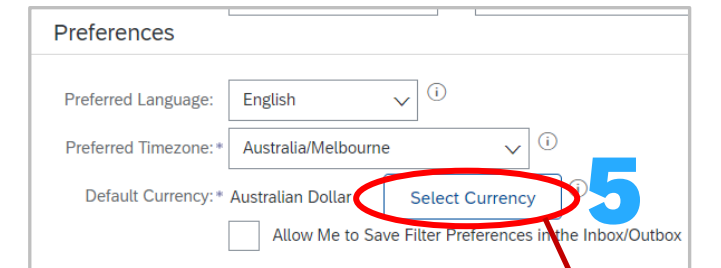 Preferences
Preferred Language: English
Preferred Timezone:* Australia/Melbourne
Default Currency:* Australian Dollar Select Currency 5
Allow Me to Save Filter Preferences in the Inbox/Outbox